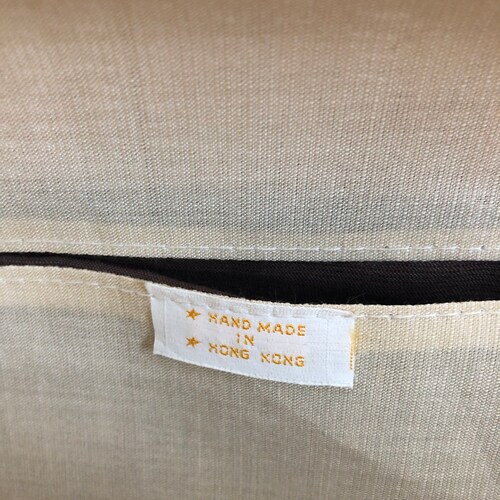 ★ HAND MADE
IN
★ HONG KONG